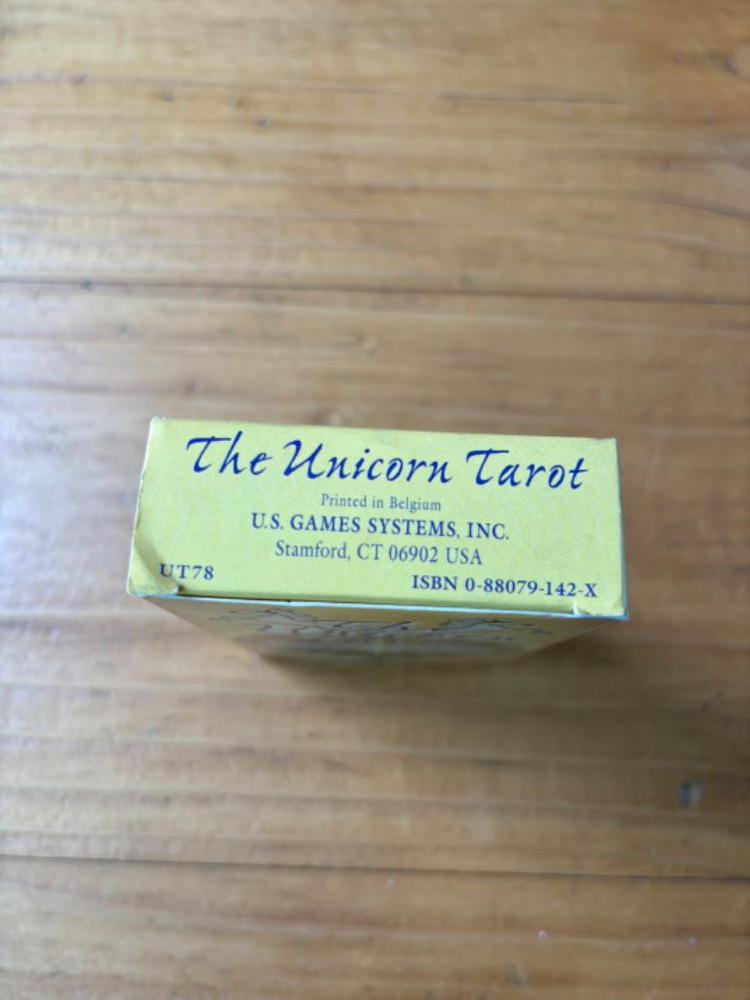 The Unicorn Tarot
Printed in Belgium
U.S. GAMES SYSTEMS, INC.
Stamford, CT 06902 USA
UT78
ISBN 0-88079-142-X